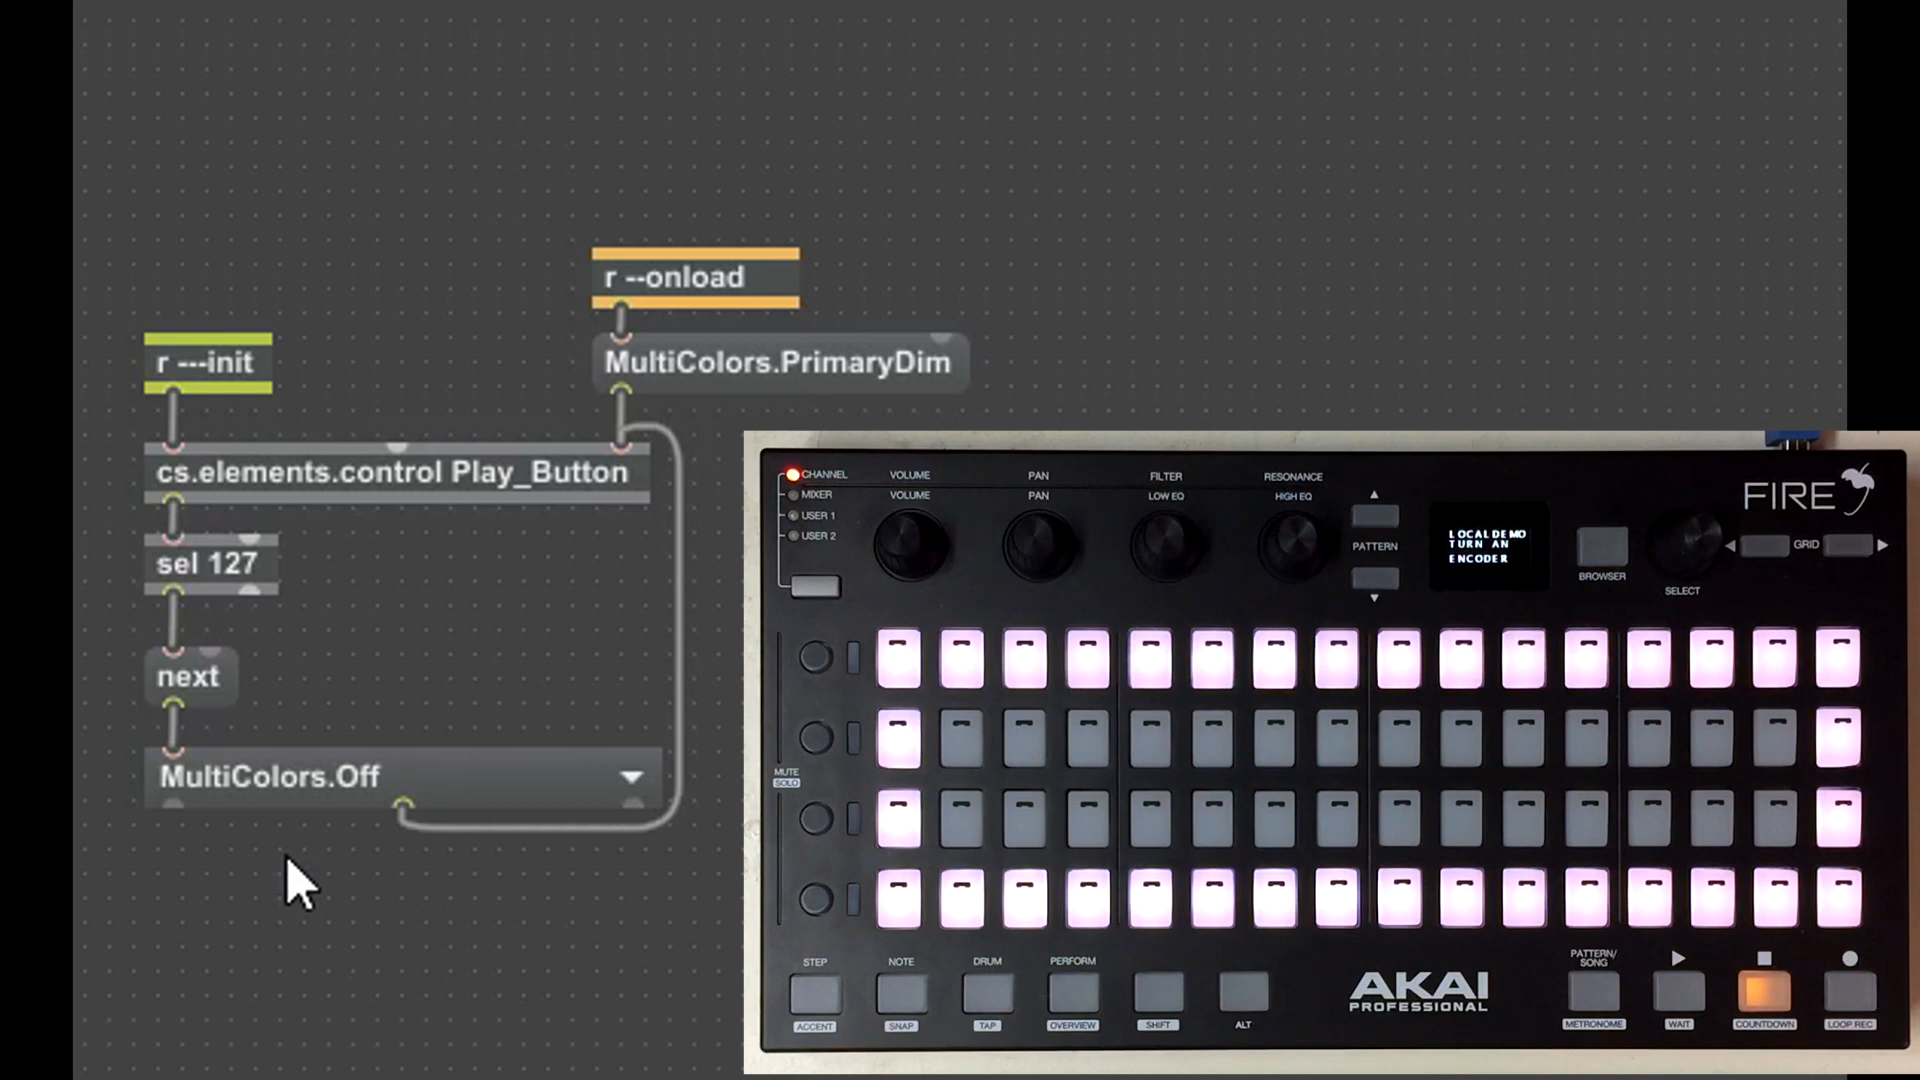 r --onload
r ---init
MultiColors.PrimaryDim
cs.elements.control Play_Button
sel 127
next
MultiColors.Off
CHANNEL
MIXER
USER 1
USER 2
VOLUME
VOLUME
PAN
PAN
FILTER
LOW EQ
RESONANCE
HIGH EQ
PATTERN
LOCALDEMO
TURN AN
ENCODER
BROWSER
SELECT
GRID
FIRE
MUTE
SOLO
STEP
ACCENT
NOTE
SNAP
DRUM
TAP
PERFORM
OVERVIEW
SHIFT
ALT
AKAI
PROFESSIONAL
PATTERN/
SONG
METRONOME
WAIT
COUNTDOWN
LOOP REC